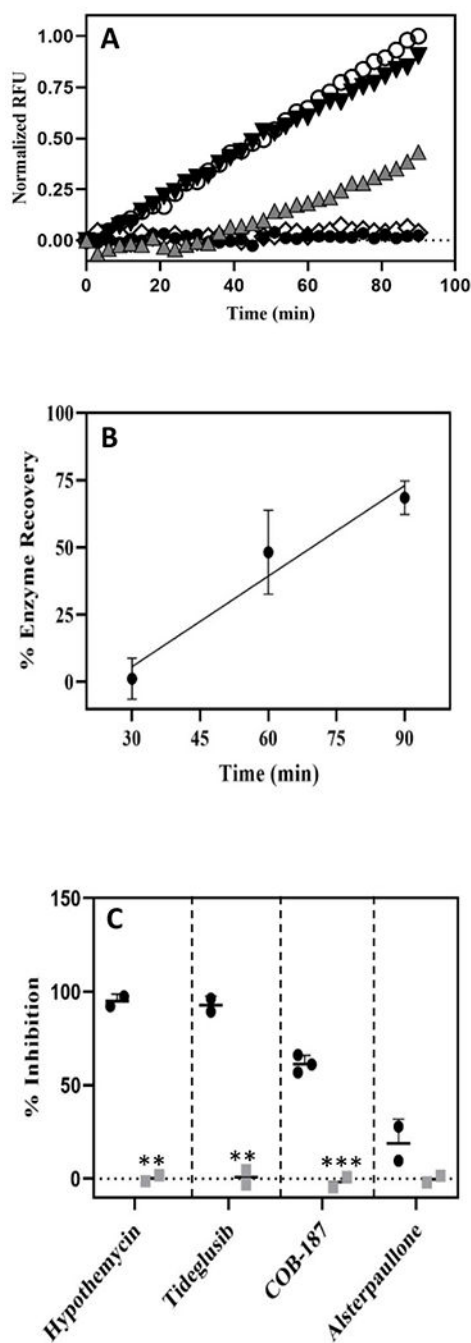 A
Normalized RFU
1.00
0.75
0.50
0.25
0.00
0 20 40 60 80 100
Time (min)
B
% Enzyme Recovery
100
75
50
25
0
30 45 60 75 90
Time (min)
C
% Inhibition
150
100
50
0
** ** ***
Hypothemycin
Tideglusib
COB-187
Alsterpaullone